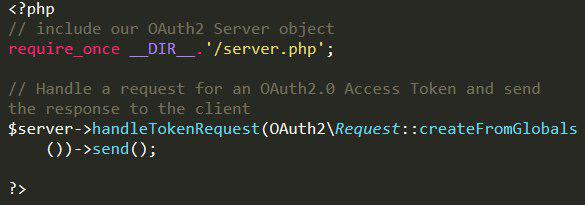 <?php
// include our OAuth2 Server object
require_once __DIR__.'/server.php';
// Handle a request for an OAuth2.0 Access Token and send
the response to the client
$server->handleTokenRequest(OAuth2\Request::createFromGlobals
())->send();
?>